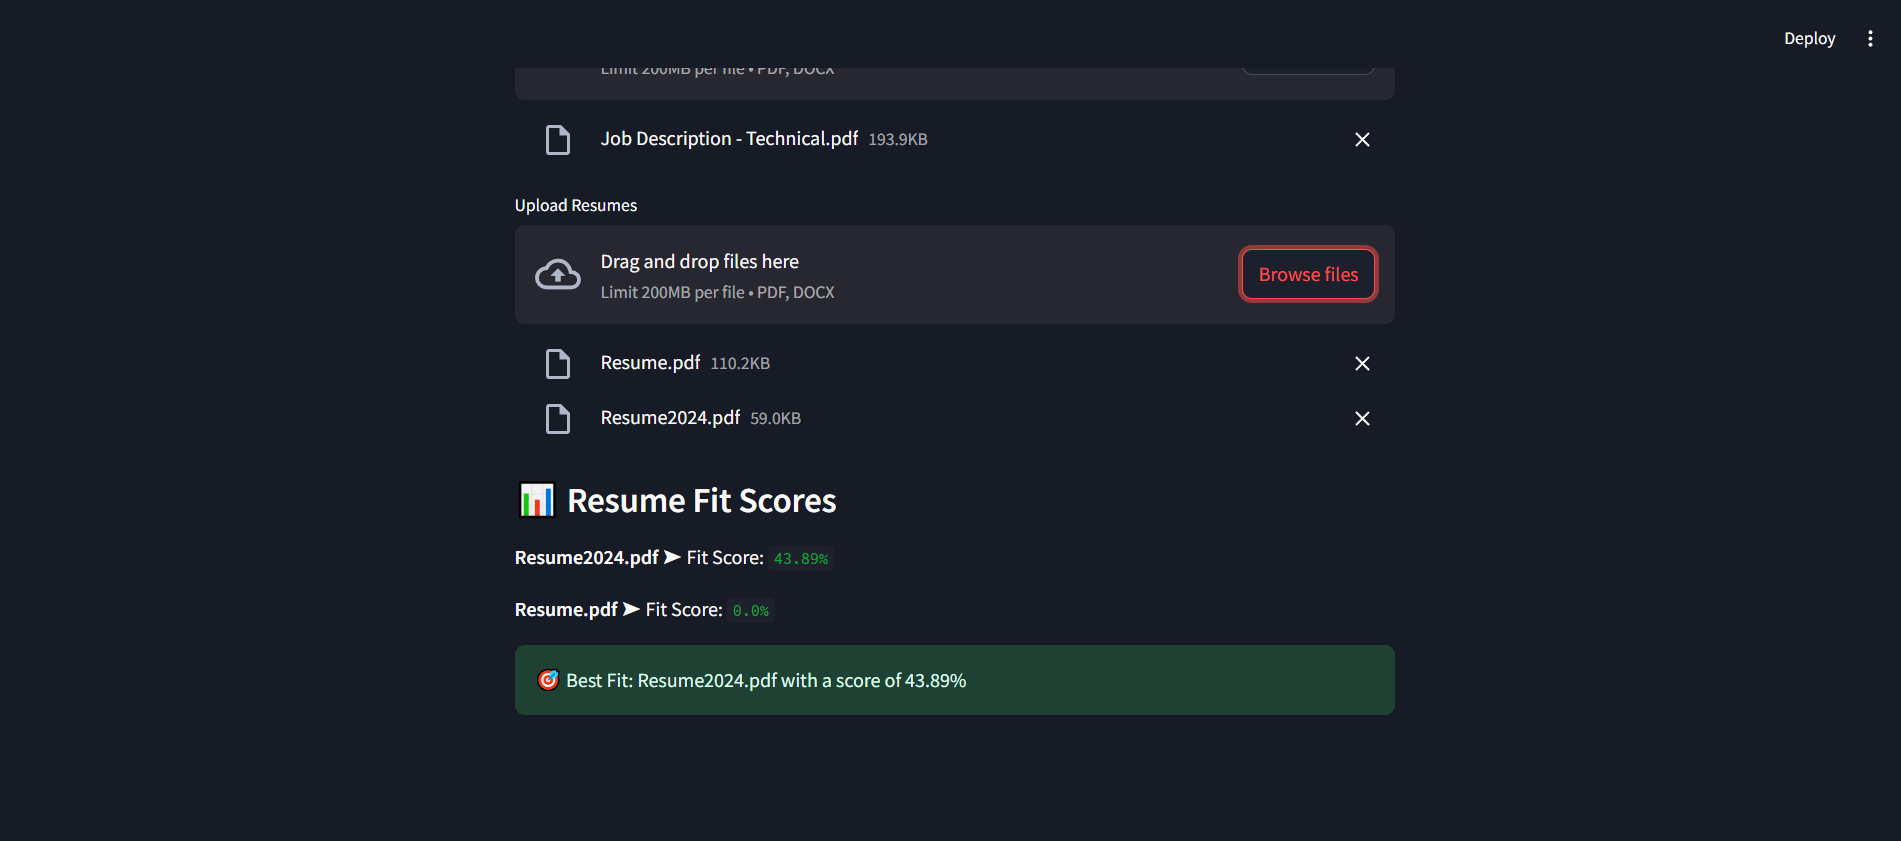 Deploy
Limit 200MB per file • PDF, DOCX
Job Description - Technical.pdf 193.9KB
Upload Resumes
Drag and drop files here
Limit 200MB per file • PDF, DOCX
Browse files
Resume.pdf 110.2KB
Resume2024.pdf 59.0KB
📊 Resume Fit Scores
Resume2024.pdf ➤ Fit Score: 43.89%
Resume.pdf ➤ Fit Score: 0.0%
🎯 Best Fit: Resume2024.pdf with a score of 43.89%